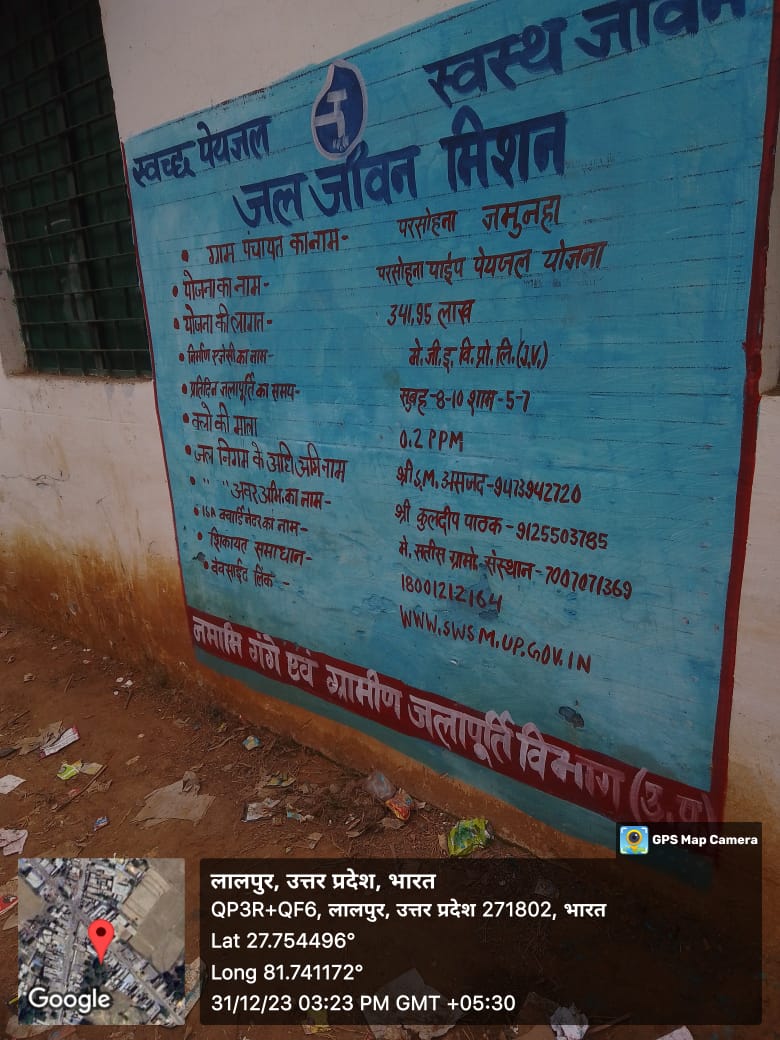 स्वच्छ पेयजल स्वस्थ जीवन
जल जीवन मिशन
• ग्राम पंचायत का नाम- परसोहना जमुनहा
• योजना का नाम- परसोहना पाईप पेयजल योजना
• योजना की लागत- 341.95 लाख
• निर्माण एजेंसी का नाम- मे.जी.इ.वि.प्रो.लि.(J.V.)
• प्रतिदिन जलापूर्ति का समय- सुबह-8-10 शाम-5-7
• क्लो की मात्रा 0.2 PPM
• जल निगम के अधि.अभि नाम श्री S.M. असजद-9473942720
• " " अवर अभि.का नाम- श्री कुलदीप पाठक-9125503785
• ISA क्वार्डिनेटर का नाम- मे. सतीस ग्रामो. संस्थान-7007071369
• शिकायत समाधान- 18001212164
• वेवसाईट लिंक - WWW.SWSM.UP.GOV.IN
नमामि गंगे एवं ग्रामीण जलापूर्ति विभाग (उ.प्र)
GPS Map Camera
लालपुर, उत्तर प्रदेश, भारत
QP3R+QF6, लालपुर, उत्तर प्रदेश 271802, भारत
Lat 27.754496°
Long 81.741172°
31/12/23 03:23 PM GMT +05:30
Google